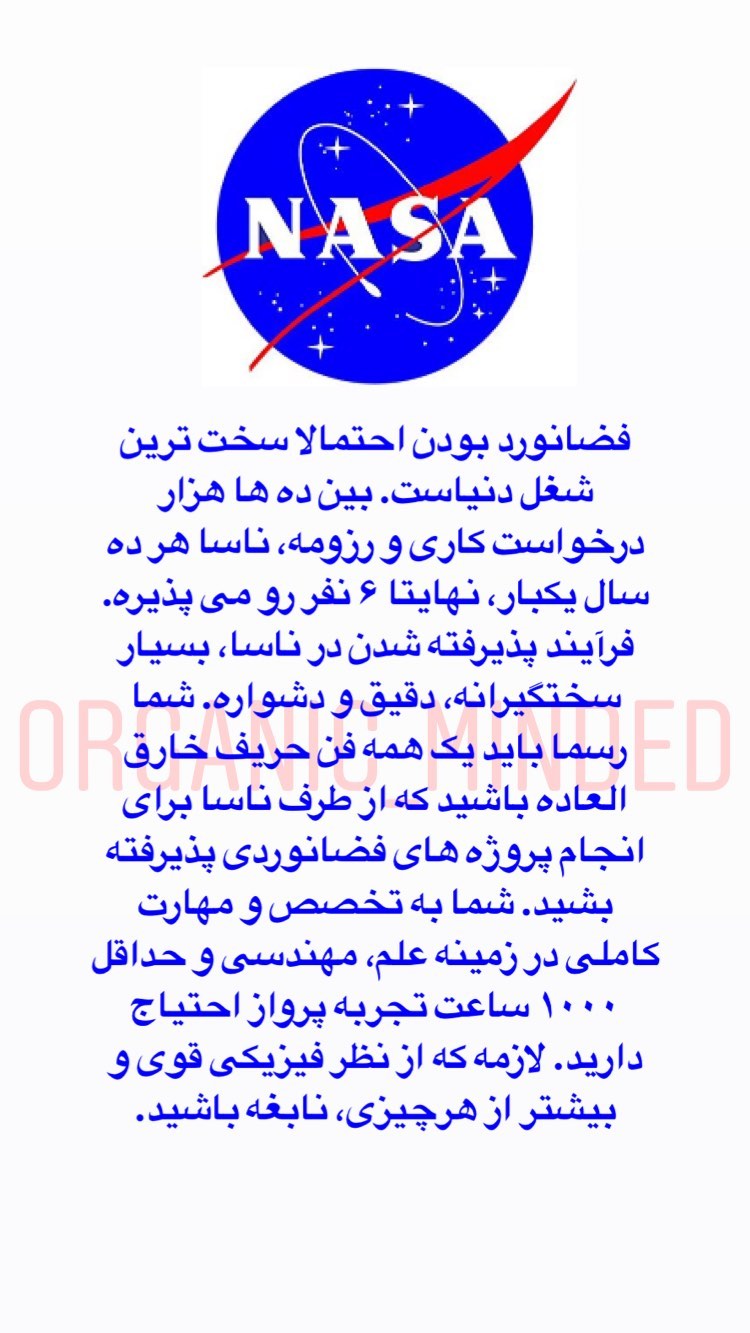 NASA
فضانورد بودن احتمالا سخت ترین
شغل دنیاست. بین ده ها هزار
درخواست کاری و رزومه، ناسا هر ده
سال یکبار، نهایتا ۶ نفر رو می پذیره.
فرآیند پذیرفته شدن در ناسا، بسیار
سختگیرانه، دقیق و دشواره. شما
ORGANIC_MINDED
رسما باید یک همه فن حریف خارق
العاده باشید که از طرف ناسا برای
انجام پروژه های فضانوردی پذیرفته
بشید. شما به تخصص و مهارت
کاملی در زمینه علم، مهندسی و حداقل
۱۰۰۰ ساعت تجربه پرواز احتیاج
دارید. لازمه که از نظر فیزیکی قوی و
بیشتر از هرچیزی، نابغه باشید.